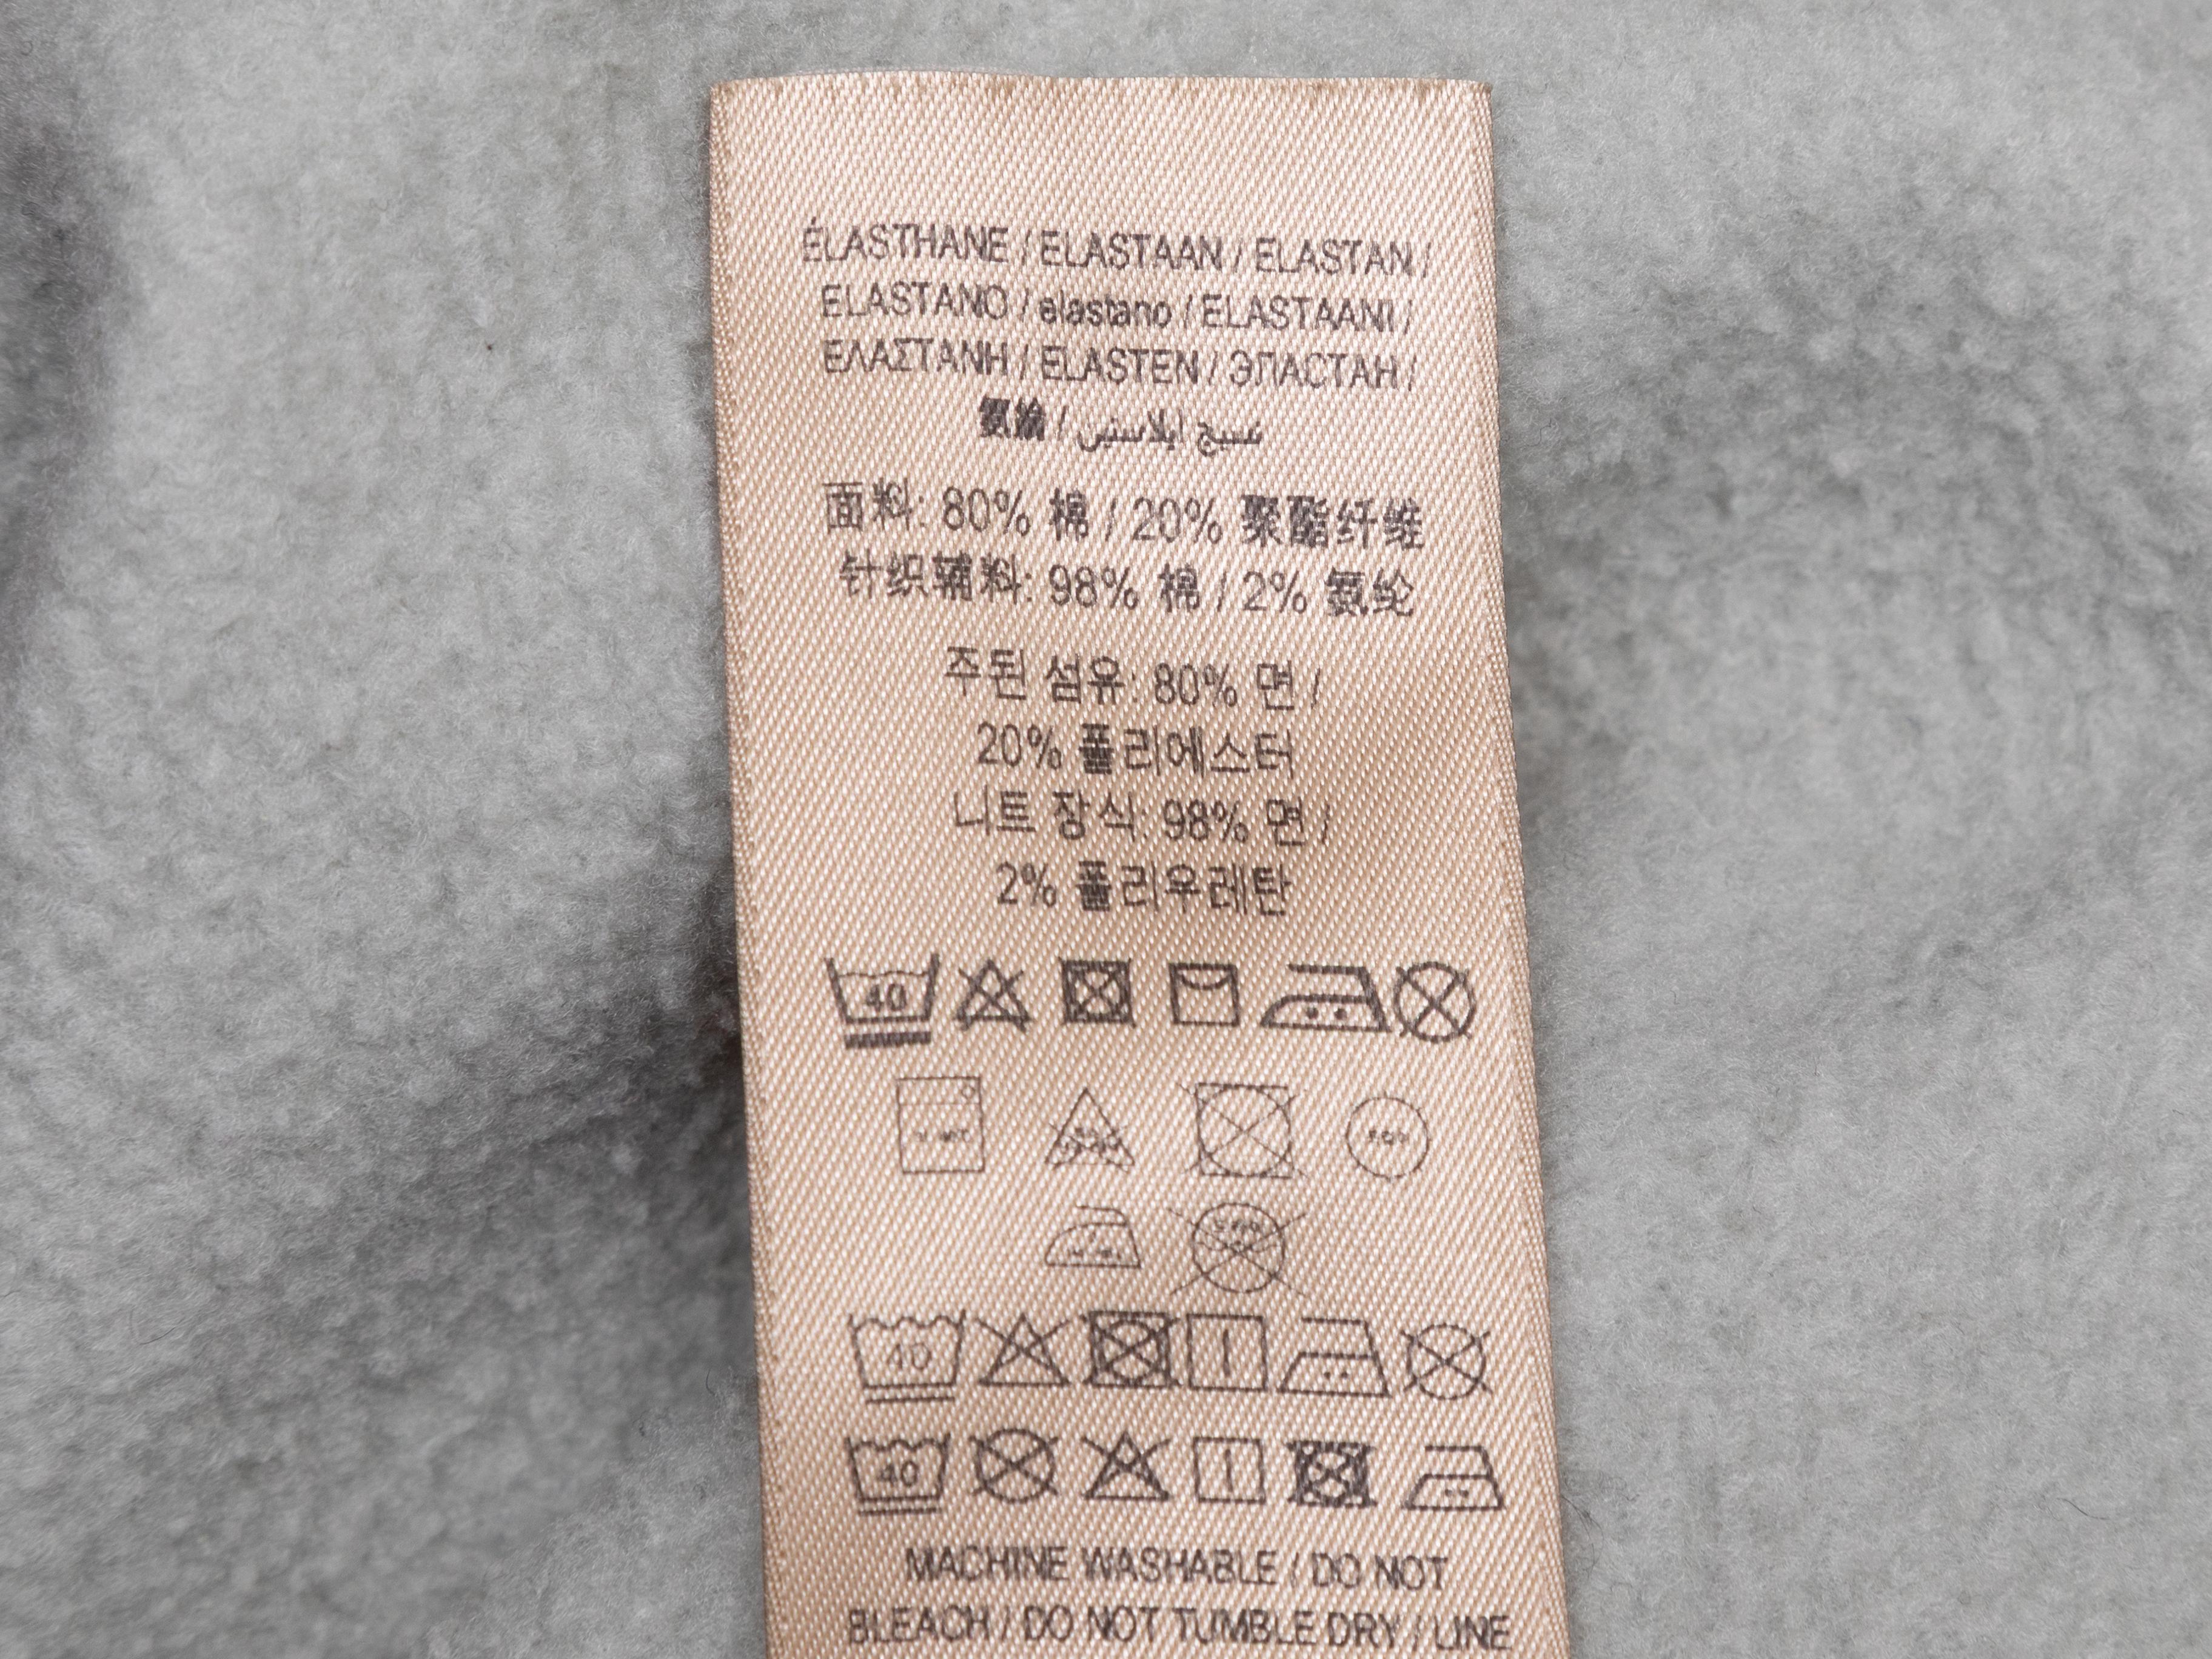 ÉLASTHANE / ELASTAAN / ELASTAN /
ELASTANO / elastano / ELASTAANI /
ΕΛΑΣΤΑΝΗ / ELASTEN / ЭПАСТАН /
氨綸 / نسيج ايلاستيني
面料: 80% 棉 / 20% 聚酯纤维
针织辅料: 98% 棉 / 2% 氨纶
주된 섬유: 80% 면 /
20% 폴리에스터
니트 장식: 98% 면 /
2% 폴리우레탄
40
40
40
MACHINE WASHABLE / DO NOT
BLEACH / DO NOT TUMBLE DRY / LINE